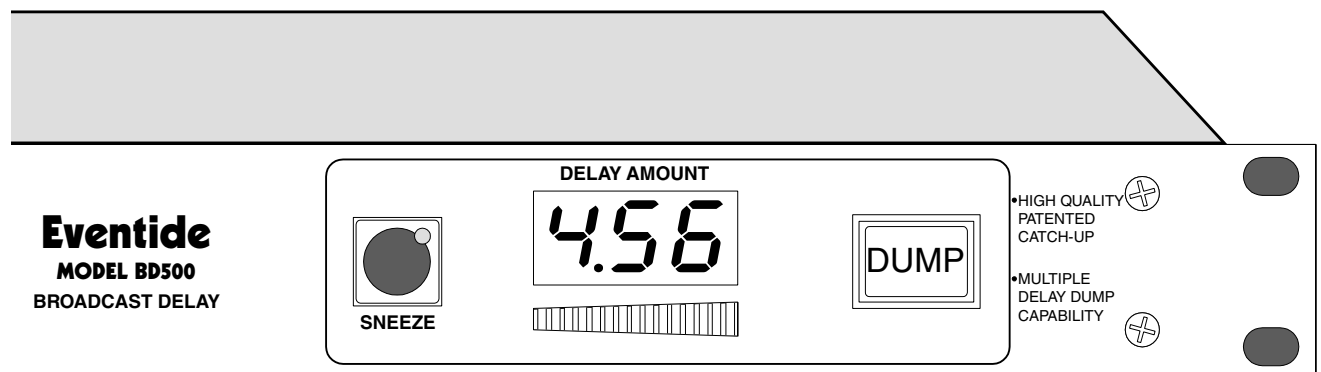 Eventide
MODEL BD500
BROADCAST DELAY
SNEEZE
DELAY AMOUNT
4.56
DUMP
•HIGH QUALITY
PATENTED
CATCH-UP
•MULTIPLE
DELAY DUMP
CAPABILITY